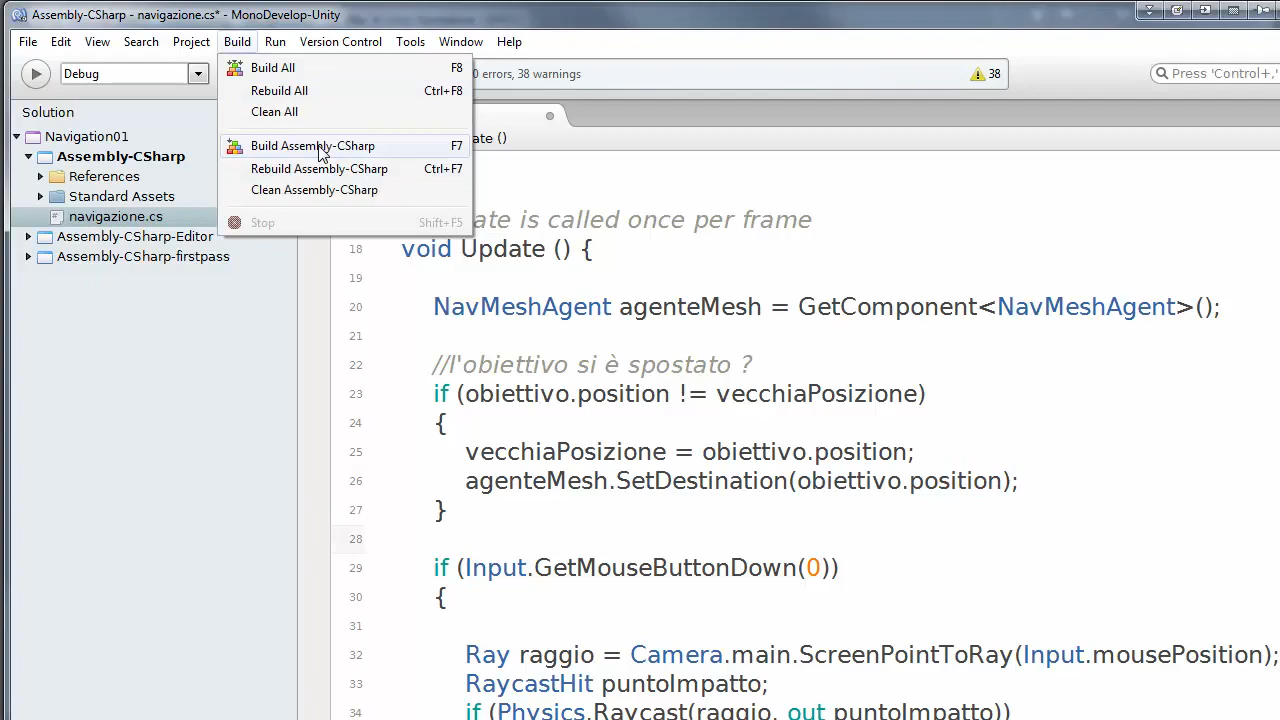 Assembly-CSharp - navigazione.cs* - MonoDevelop-Unity
File Edit View Search Project Build Run Version Control Tools Window Help
Debug
0 errors, 38 warnings
38
Press 'Control+,'
Build All F8
Rebuild All Ctrl+F8
Clean All
Build Assembly-CSharp F7
Rebuild Assembly-CSharp Ctrl+F7
Clean Assembly-CSharp
Stop Shift+F5
Solution
Navigation01
Assembly-CSharp
References
Standard Assets
navigazione.cs
Assembly-CSharp-Editor
Assembly-CSharp-firstpass
ate ()
ate is called once per frame
18 void Update () {
19
20 NavMeshAgent agenteMesh = GetComponent<NavMeshAgent>();
21
22 //l'obiettivo si è spostato ?
23 if (obiettivo.position != vecchiaPosizione)
24 {
25 vecchiaPosizione = obiettivo.position;
26 agenteMesh.SetDestination(obiettivo.position);
27 }
28
29 if (Input.GetMouseButtonDown(0))
30 {
31
32 Ray raggio = Camera.main.ScreenPointToRay(Input.mousePosition);
33 RaycastHit puntoImpatto;
34 if (Physics.Raycast(raggio, out puntoImpatto))